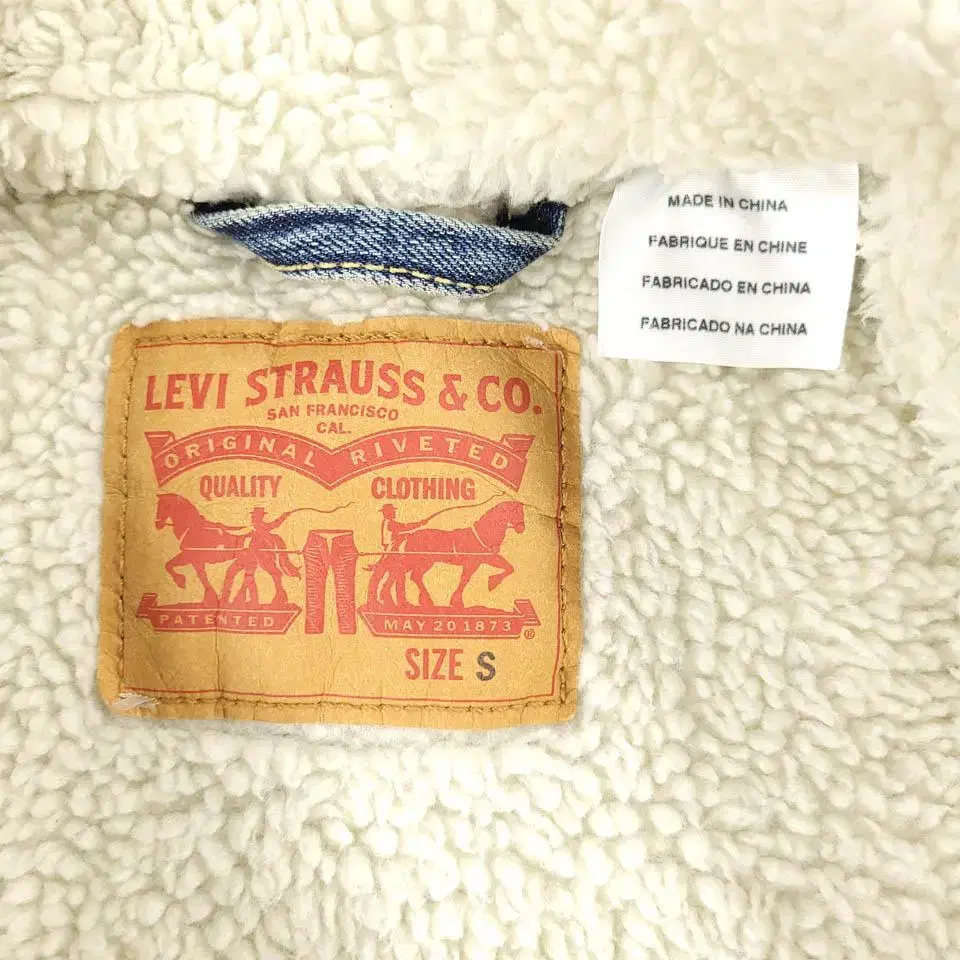 LEVI STRAUSS & CO.
SAN FRANCISCO
CAL.
ORIGINAL RIVETED
QUALITY CLOTHING
PATENTED MAY 20 1873 ®
SIZE S
MADE IN CHINA
FABRIQUE EN CHINE
FABRICADO EN CHINA
FABRICADO NA CHINA